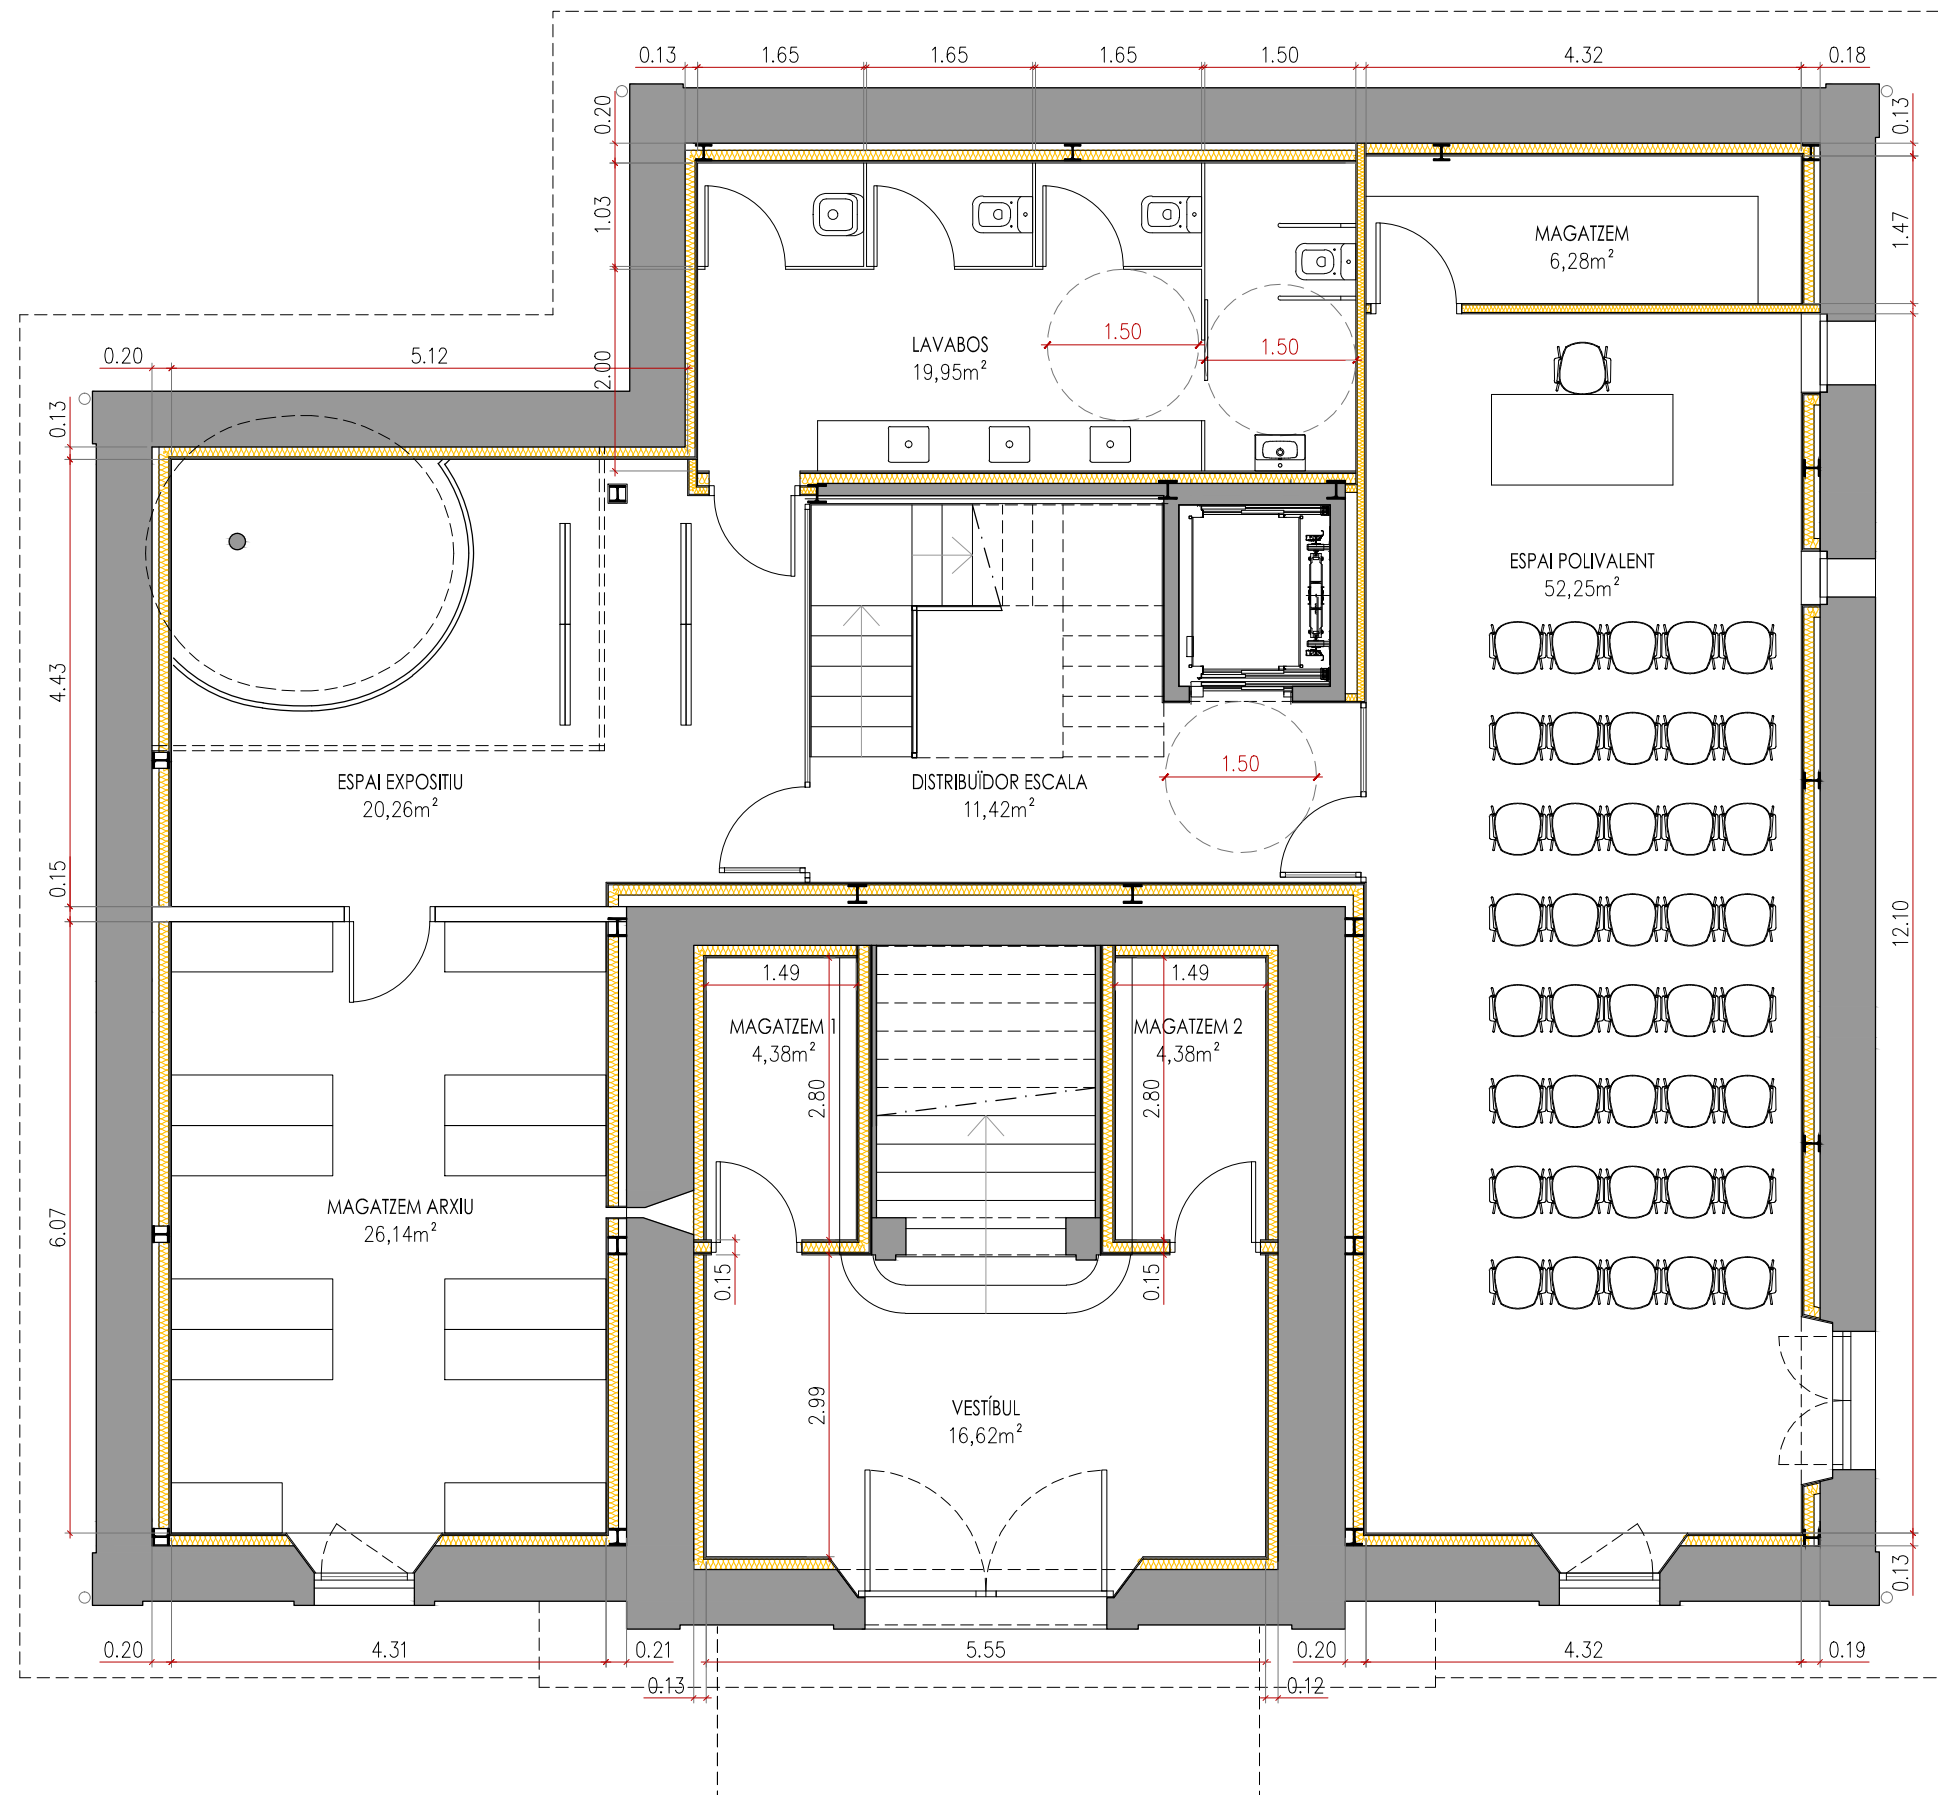 0.13 1.65 1.65 1.65 1.50 4.32 0.18
0.20
0.13
1.03
1.47
MAGATZEM
6,28m²
1.50
1.50
LAVABOS
19,95m²
2.00
0.20 5.12
0.13
ESPAI POLIVALENT
52,25m²
4.43
1.50
ESPAI EXPOSITIU
20,26m²
DISTRIBUÏDOR ESCALA
11,42m²
0.15
12.10
1.49
1.49
MAGATZEM 1
4,38m²
MAGATZEM 2
4,38m²
2.80
2.80
MAGATZEM ARXIU
26,14m²
6.07
0.15
0.15
2.99
VESTÍBUL
16,62m²
0.13
0.20 4.31 0.21 5.55 0.20 4.32 0.19
0.13 0.12